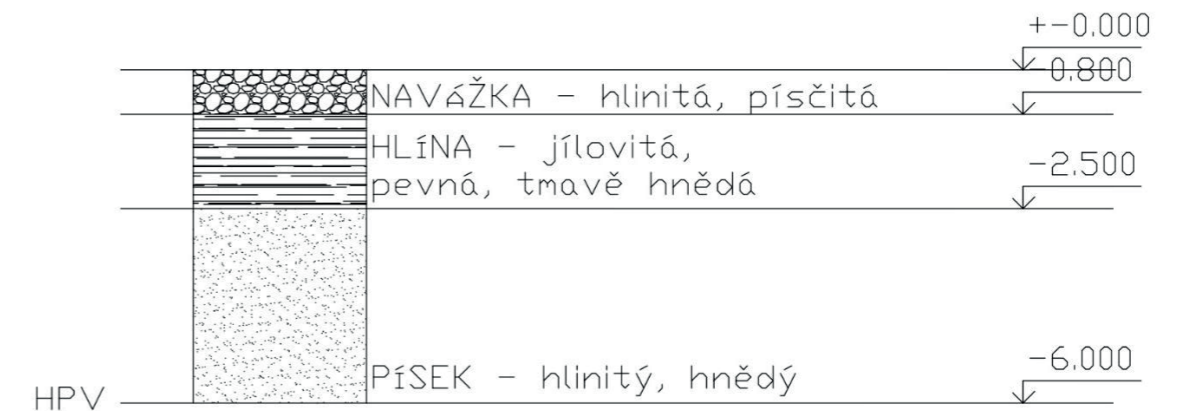 +-0.000
-0.800
NAVÁŽKA - hlinitá, písčitá
HLíNA - jílovitá,
pevná, tmavě hnědá
-2.500
PíSEK - hlinitý, hnědý
-6.000
HPV